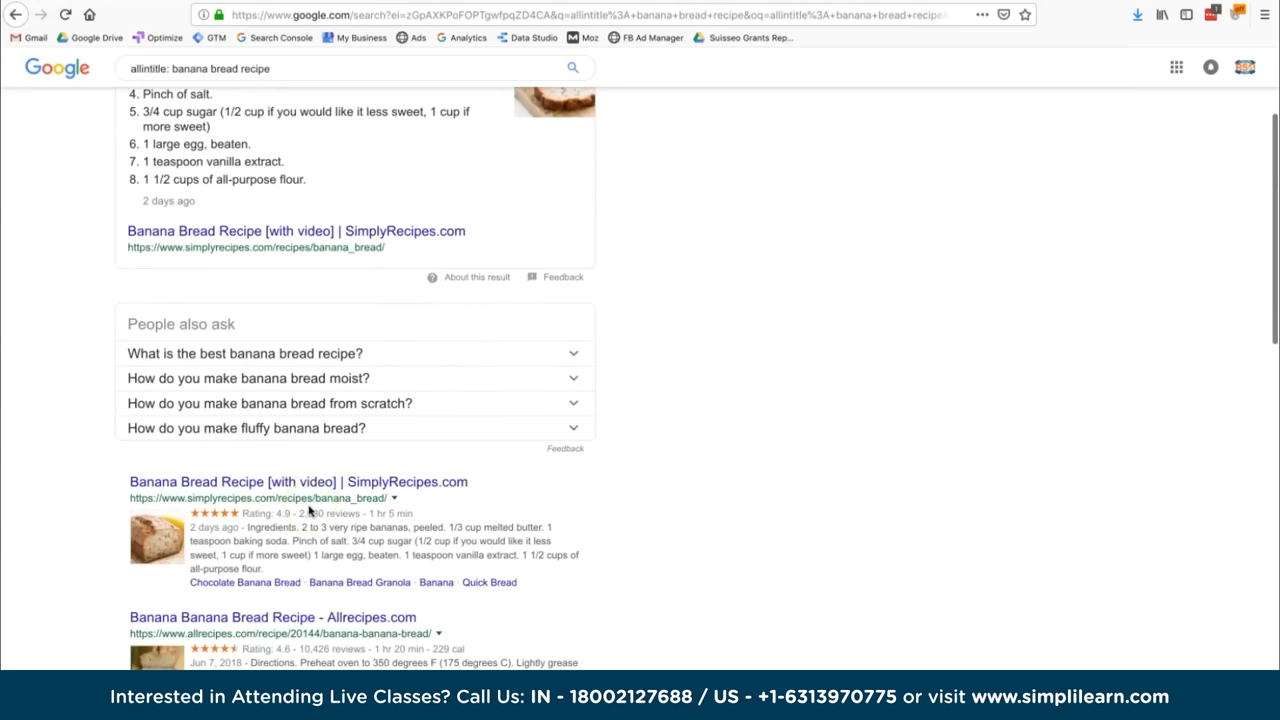 https://www.google.com/search?ei=zGpAXKPoFOPTgwfpqZD4CA&q=allintitle%3A+banana+bread+recipe&oq=allintitle%3A+banana+bread+recipe
Gmail Google Drive Optimize GTM Search Console My Business Ads Analytics Data Studio Moz FB Ad Manager Suisseo Grants Rep...
Google allintitle: banana bread recipe
4. Pinch of salt.
5. 3/4 cup sugar (1/2 cup if you would like it less sweet, 1 cup if
more sweet)
6. 1 large egg, beaten.
7. 1 teaspoon vanilla extract.
8. 1 1/2 cups of all-purpose flour.
2 days ago
Banana Bread Recipe [with video] | SimplyRecipes.com
https://www.simplyrecipes.com/recipes/banana_bread/
About this result Feedback
People also ask
What is the best banana bread recipe?
How do you make banana bread moist?
How do you make banana bread from scratch?
How do you make fluffy banana bread?
Feedback
Banana Bread Recipe [with video] | SimplyRecipes.com
https://www.simplyrecipes.com/recipes/banana_bread/
Rating: 4.9 - reviews - 1 hr 5 min
2 days ago - Ingredients. 2 to 3 very ripe bananas, peeled. 1/3 cup melted butter. 1
teaspoon baking soda. Pinch of salt. 3/4 cup sugar (1/2 cup if you would like it less
sweet, 1 cup if more sweet) 1 large egg, beaten. 1 teaspoon vanilla extract. 1 1/2 cups of
all-purpose flour.
Chocolate Banana Bread · Banana Bread Granola · Banana · Quick Bread
Banana Banana Bread Recipe - Allrecipes.com
https://www.allrecipes.com/recipe/20144/banana-banana-bread/
Rating: 4.6 - 10,426 reviews - 1 hr 20 min - 229 cal
Jun 7, 2018 - Directions. Preheat oven to 350 degrees F (175 degrees C). Lightly grease
Interested in Attending Live Classes? Call Us: IN - 18002127688 / US - +1-6313970775 or visit www.simplilearn.com